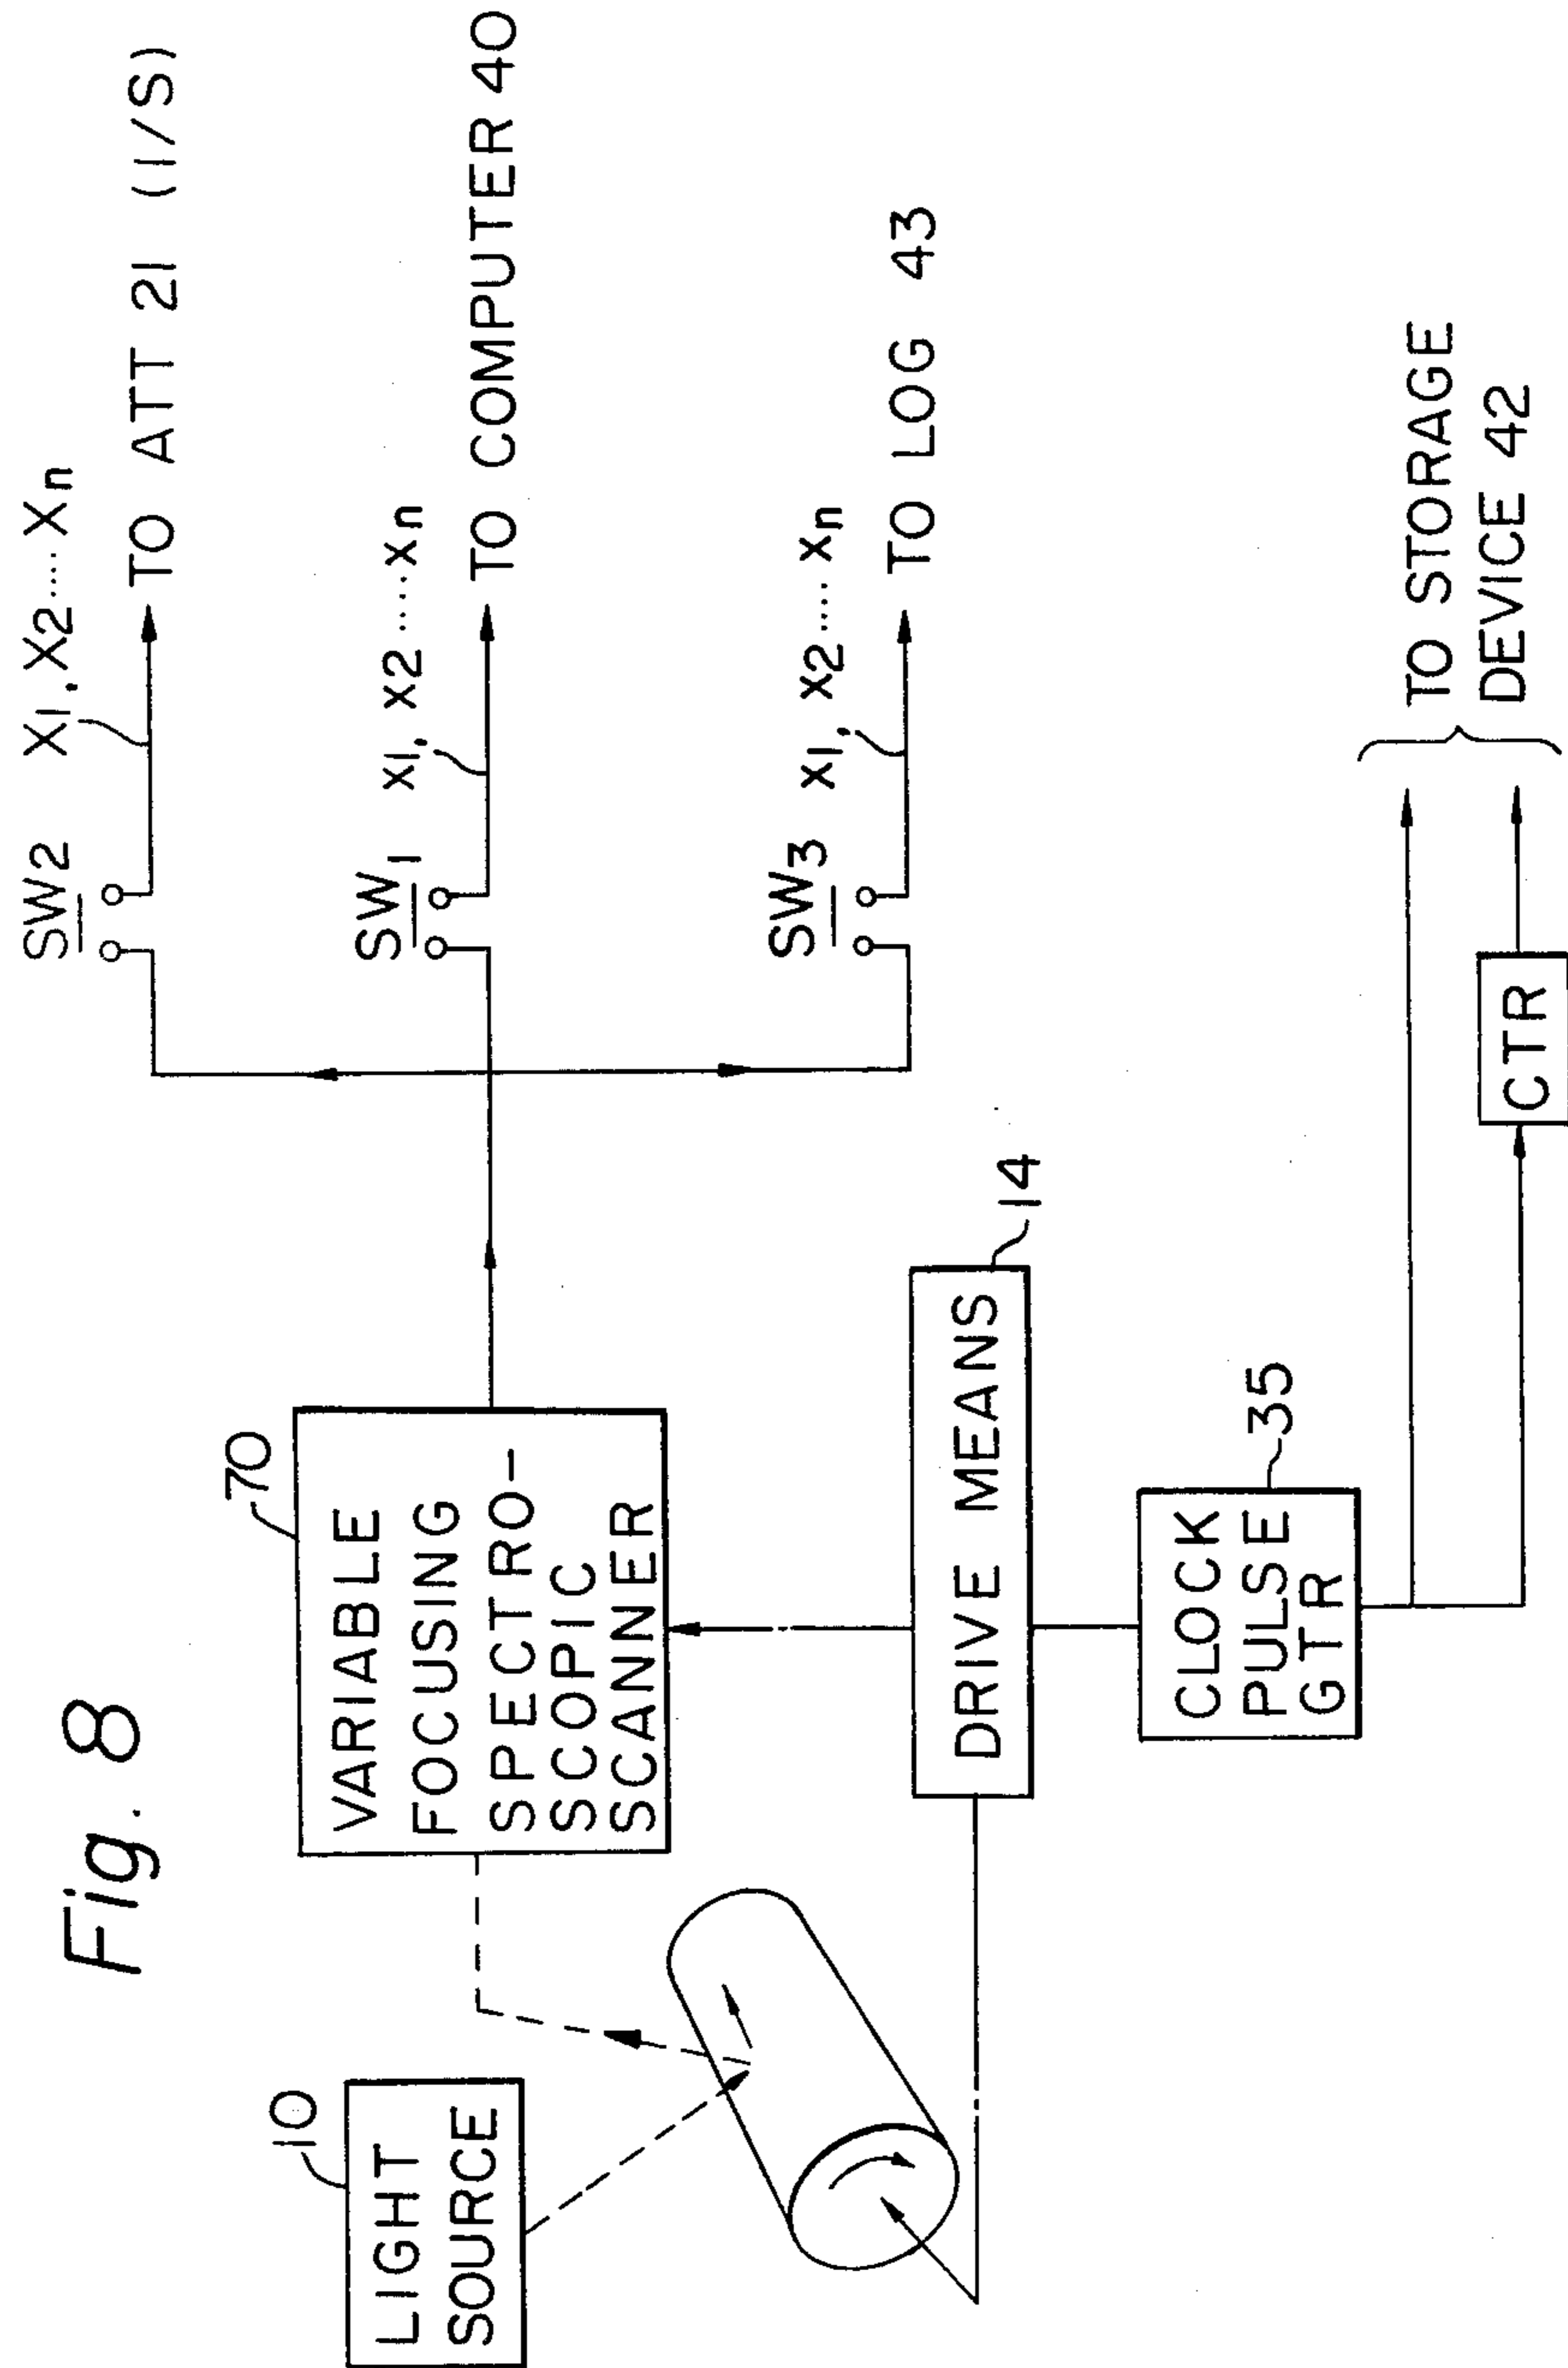 Fig. 8
10
LIGHT
SOURCE
70
VARIABLE
FOCUSING
SPECTRO-
SCOPIC
SCANNER
14
DRIVE MEANS
35
CLOCK
PULSE
GTR
CTR
SW2
X1, X2....Xn
TO ATT 21 (1/S)
SW1
x1, x2....xn
TO COMPUTER 40
SW3
x1, x2....xn
TO LOG 43
TO STORAGE
DEVICE 42